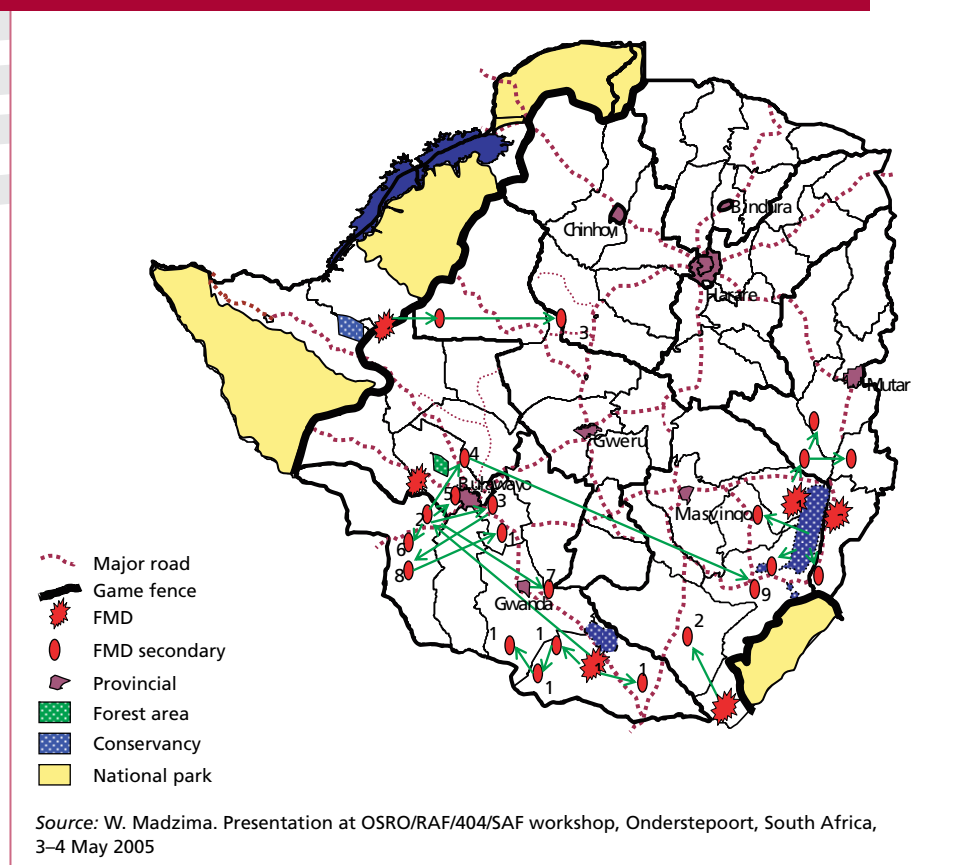 Bindura
Chinhoyi
Harare
3
Mutar
Gweru
4
Bulawayo
5
3
Masvingo
2
1
6
8
7
9
Gwanda
2
1
1
1
1
1
Major road
Game fence
FMD
FMD secondary
Provincial
Forest area
Conservancy
National park
Source: W. Madzima. Presentation at OSRO/RAF/404/SAF workshop, Onderstepoort, South Africa,
3–4 May 2005